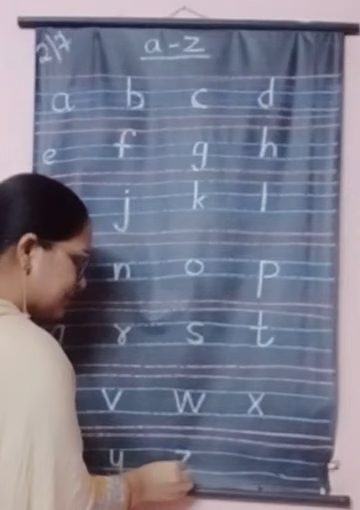 2/7
a-z
a b c d
e f g h
j k l
n o p
r s t
v w x
y z